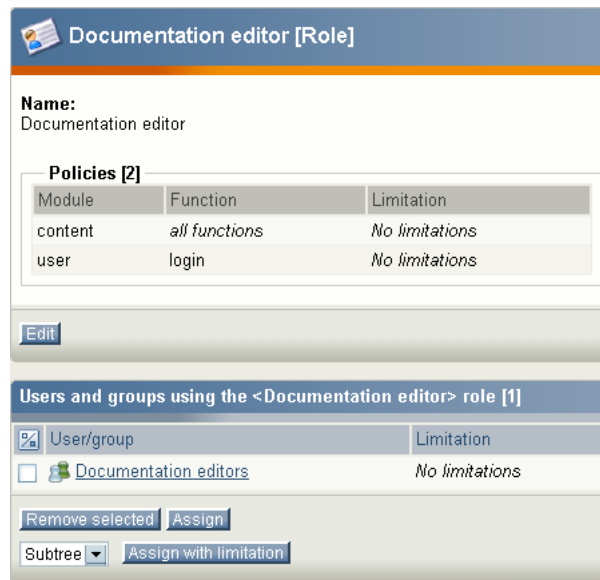 Documentation editor [Role]
Name:
Documentation editor
Policies [2]
Module Function Limitation
content all functions No limitations
user login No limitations
Edit
Users and groups using the <Documentation editor> role [1]
User/group Limitation
Documentation editors No limitations
Remove selected Assign
Subtree Assign with limitation